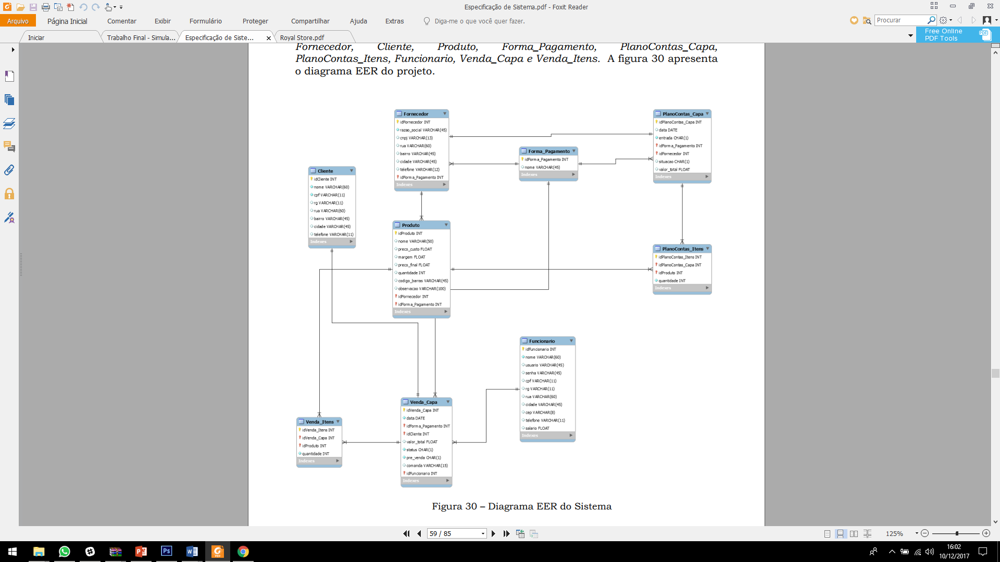 Especificação de Sistema.pdf - Foxit Reader
Arquivo
Página Inicial
Comentar
Exibir
Formulário
Proteger
Compartilhar
Ajuda
Extras
Diga-me o que você quer fazer.
Procurar
Iniciar
Trabalho Final - Simula...
Especificação de Siste...
Royal Store.pdf
Free Online
PDF Tools
Fornecedor, Cliente, Produto, Forma_Pagamento, PlanoContas_Capa,
PlanoContas_Itens, Funcionario, Venda_Capa e Venda_Itens. A figura 30 apresenta
o diagrama EER do projeto.
Fornecedor
idFornecedor INT
razao_social VARCHAR(45)
cnpj VARCHAR(13)
rua VARCHAR(60)
bairro VARCHAR(45)
cidade VARCHAR(45)
telefone VARCHAR(12)
idForma_Pagamento INT
Indexes
PlanoContas_Capa
idPlanoContas_Capa INT
data DATE
entrada CHAR(1)
idForma_Pagamento INT
idFornecedor INT
situacao CHAR(1)
valor_total FLOAT
Indexes
Forma_Pagamento
idForma_Pagamento INT
nome VARCHAR(45)
Indexes
Cliente
idCliente INT
nome VARCHAR(60)
cpf VARCHAR(11)
rg VARCHAR(11)
rua VARCHAR(60)
bairro VARCHAR(45)
cidade VARCHAR(45)
telefone VARCHAR(11)
Indexes
Produto
idProduto INT
nome VARCHAR(50)
preco_custo FLOAT
margem FLOAT
preco_final FLOAT
quantidade INT
codigo_barras VARCHAR(45)
observacao VARCHAR(100)
idFornecedor INT
idForma_Pagamento INT
Indexes
PlanoContas_Itens
idPlanoContas_Itens INT
idPlanoContas_Capa INT
idProduto INT
quantidade INT
Indexes
Funcionario
idFuncionario INT
nome VARCHAR(60)
usuario VARCHAR(45)
senha VARCHAR(45)
cpf VARCHAR(11)
rg VARCHAR(11)
rua VARCHAR(60)
cidade VARCHAR(45)
cep VARCHAR(8)
telefone VARCHAR(11)
salario FLOAT
Indexes
Venda_Itens
idVenda_Itens INT
idVenda_Capa INT
idProduto INT
quantidade INT
Indexes
Venda_Capa
idVenda_Capa INT
data DATE
idForma_Pagamento INT
idCliente INT
valor_total FLOAT
status CHAR(1)
pre_venda CHAR(1)
comanda VARCHAR(15)
idFuncionario INT
Indexes
Figura 30 – Diagrama EER do Sistema
59 / 85
125%
16:02
10/12/2017